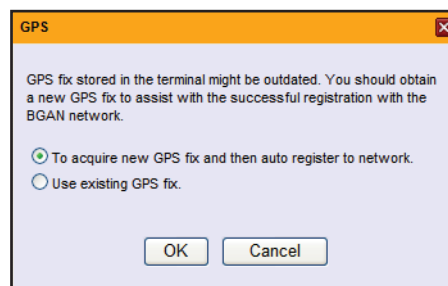 GPS
GPS fix stored in the terminal might be outdated. You should obtain
a new GPS fix to assist with the successful registration with the
BGAN network.
To acquire new GPS fix and then auto register to network.
Use existing GPS fix.
OK Cancel